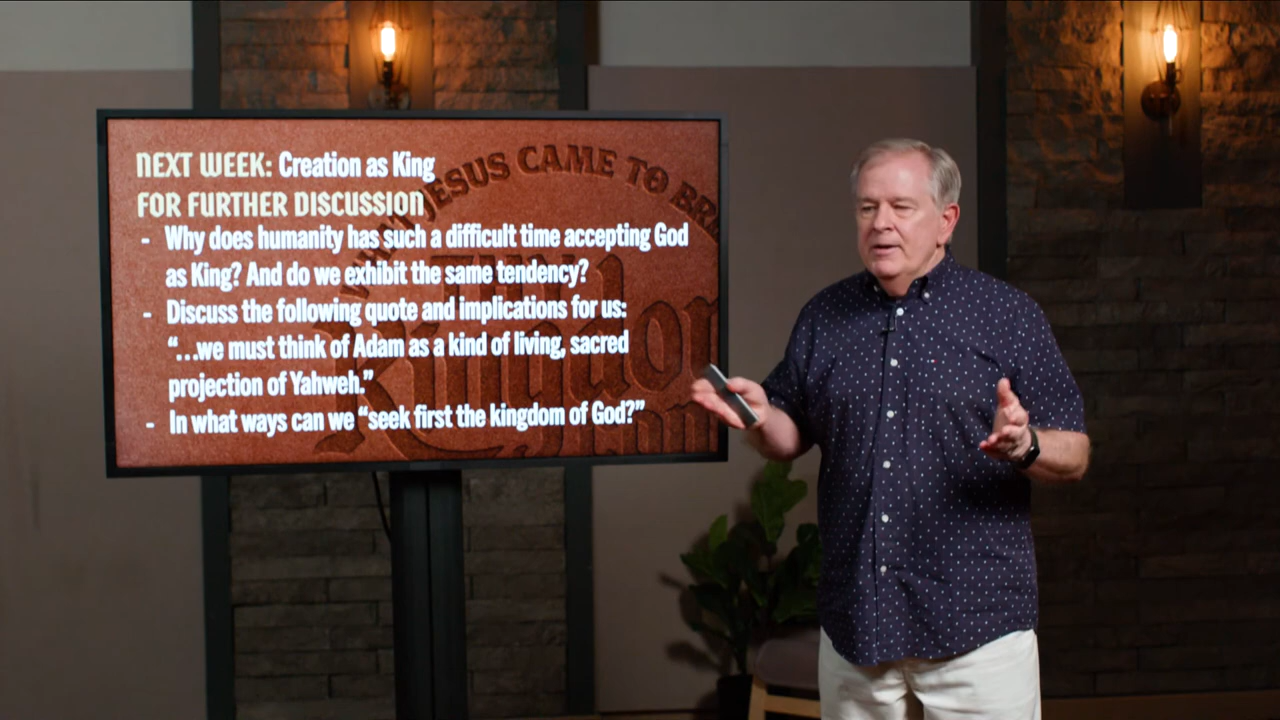 NEXT WEEK: Creation as King
FOR FURTHER DISCUSSION
- Why does humanity has such a difficult time accepting God
as King? And do we exhibit the same tendency?
- Discuss the following quote and implications for us:
“…we must think of Adam as a kind of living, sacred
projection of Yahweh.”
- In what ways can we “seek first the kingdom of God?”
JESUS CAME TO